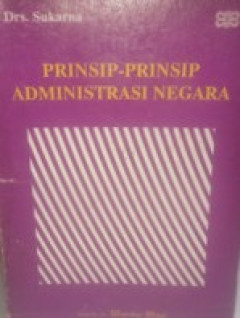 Drs. Sukarna
PRINSIP-PRINSIP
ADMINISTRASI NEGARA